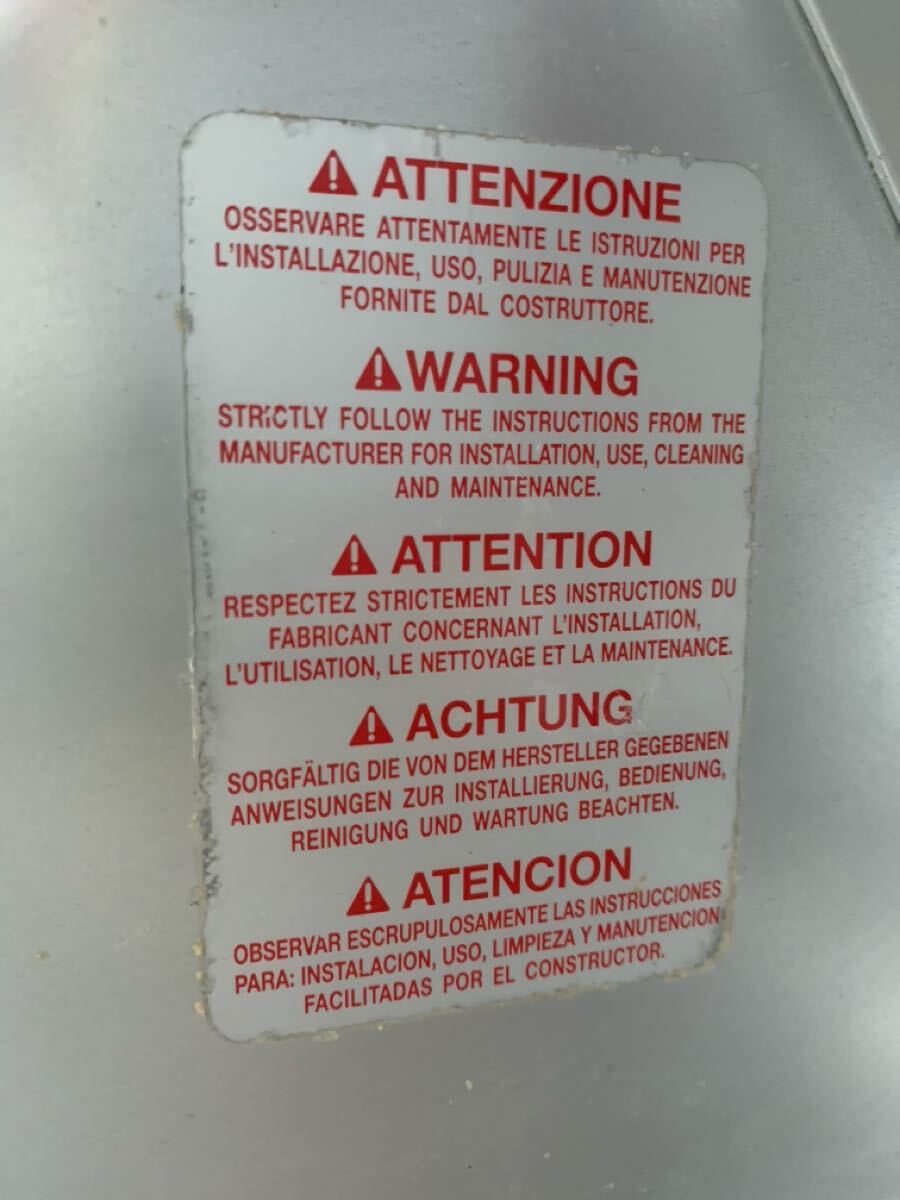 ATTENZIONE
OSSERVARE ATTENTAMENTE LE ISTRUZIONI PER
L'INSTALLAZIONE, USO, PULIZIA E MANUTENZIONE
FORNITE DAL COSTRUTTORE.
WARNING
STRICTLY FOLLOW THE INSTRUCTIONS FROM THE
MANUFACTURER FOR INSTALLATION, USE, CLEANING
AND MAINTENANCE.
ATTENTION
RESPECTEZ STRICTEMENT LES INSTRUCTIONS DU
FABRICANT CONCERNANT L'INSTALLATION,
L'UTILISATION, LE NETTOYAGE ET LA MAINTENANCE.
ACHTUNG
SORGFÄLTIG DIE VON DEM HERSTELLER GEGEBENEN
ANWEISUNGEN ZUR INSTALLIERUNG, BEDIENUNG,
REINIGUNG UND WARTUNG BEACHTEN.
ATENCION
OBSERVAR ESCRUPULOSAMENTE LAS INSTRUCCIONES
PARA: INSTALACION, USO, LIMPIEZA Y MANUTENCION
FACILITADAS POR EL CONSTRUCTOR.